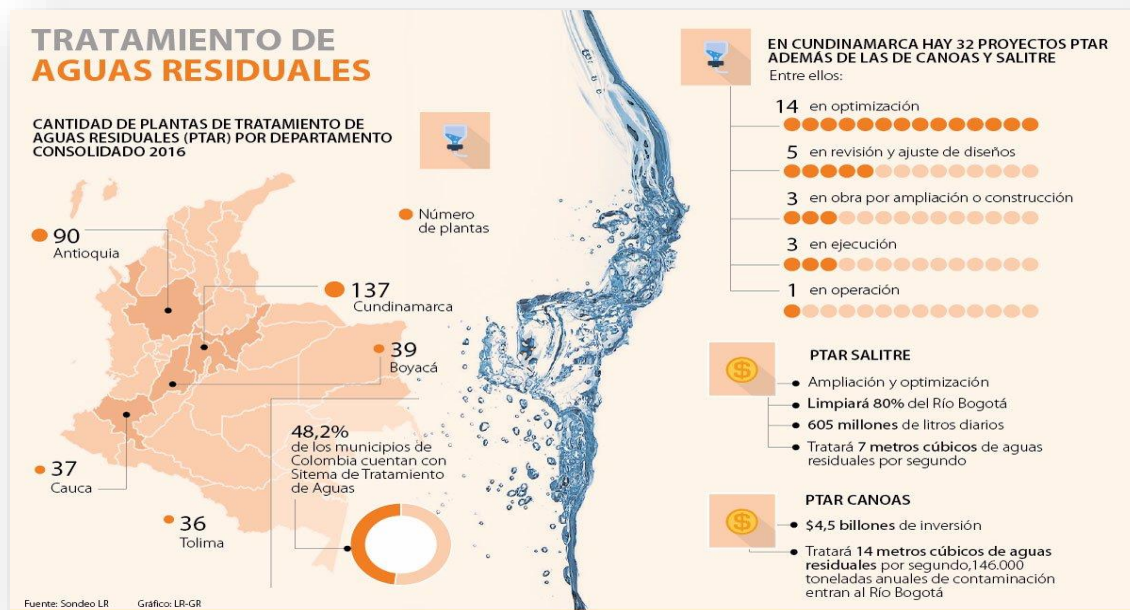 TRATAMIENTO DE
AGUAS RESIDUALES
CANTIDAD DE PLANTAS DE TRATAMIENTO DE
AGUAS RESIDUALES (PTAR) POR DEPARTAMENTO
CONSOLIDADO 2016
Número
de plantas
90
Antioquia
137
Cundinamarca
39
Boyacá
37
Cauca
36
Tolima
48,2%
de los municipios de
Colombia cuentan con
Sitema de Tratamiento
de Aguas
Fuente: Sondeo LR Gráfico: LR-GR
EN CUNDINAMARCA HAY 32 PROYECTOS PTAR
ADEMÁS DE LAS DE CANOAS Y SALITRE
Entre ellos:
14 en optimización
5 en revisión y ajuste de diseños
3 en obra por ampliación o construcción
3 en ejecución
1 en operación
$
PTAR SALITRE
Ampliación y optimización
Limpiará 80% del Río Bogotá
605 millones de litros diarios
Tratará 7 metros cúbicos de aguas
residuales por segundo
$
PTAR CANOAS
$4,5 billones de inversión
Tratará 14 metros cúbicos de aguas
residuales por segundo,146.000
toneladas anuales de contaminación
entran al Río Bogotá